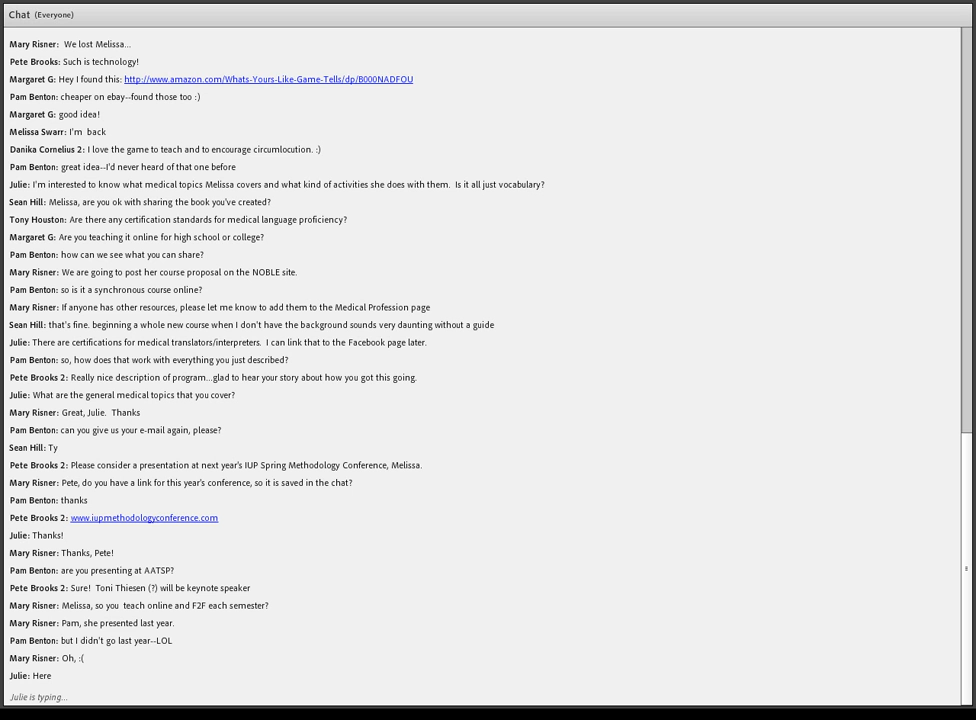 Chat (Everyone)
Mary Risner: We lost Melissa...
Pete Brooks: Such is technology!
Margaret G: Hey I found this: http://www.amazon.com/Whats-Yours-Like-Game-Tells/dp/B000NADFOU
Pam Benton: cheaper on ebay--found those too :)
Margaret G: good idea!
Melissa Swarr: I'm  back
Danika Cornelius 2: I love the game to teach and to encourage circumlocution. :)
Pam Benton: great idea--I'd never heard of that one before
Julie: I'm interested to know what medical topics Melissa covers and what kind of activities she does with them.  Is it all just vocabulary?
Sean Hill: Melissa, are you ok with sharing the book you've created?
Tony Houston: Are there any certification standards for medical language proficiency?
Margaret G: Are you teaching it online for high school or college?
Pam Benton: how can we see what you can share?
Mary Risner: We are going to post her course proposal on the NOBLE site.
Pam Benton: so is it a synchronous course online?
Mary Risner: If anyone has other resources, please let me know to add them to the Medical Profession page
Sean Hill: that's fine. beginning a whole new course when I don't have the background sounds very daunting without a guide
Julie: There are certifications for medical translators/interpreters.  I can link that to the Facebook page later.
Pam Benton: so, how does that work with everything you just described?
Pete Brooks 2: Really nice description of program...glad to hear your story about how you got this going.
Julie: What are the general medical topics that you cover?
Mary Risner: Great, Julie.  Thanks
Pam Benton: can you give us your e-mail again, please?
Sean Hill: Ty
Pete Brooks 2: Please consider a presentation at next year's IUP Spring Methodology Conference, Melissa.
Mary Risner: Pete, do you have a link for this year's conference, so it is saved in the chat?
Pam Benton: thanks
Pete Brooks 2: www.iupmethodologyconference.com
Julie: Thanks!
Mary Risner: Thanks, Pete!
Pam Benton: are you presenting at AATSP?
Pete Brooks 2: Sure!  Toni Thiesen (?) will be keynote speaker
Mary Risner: Melissa, so you  teach online and F2F each semester?
Mary Risner: Pam, she presented last year.
Pam Benton: but I didn't go last year--LOL
Mary Risner: Oh, :(
Julie: Here
Julie is typing...